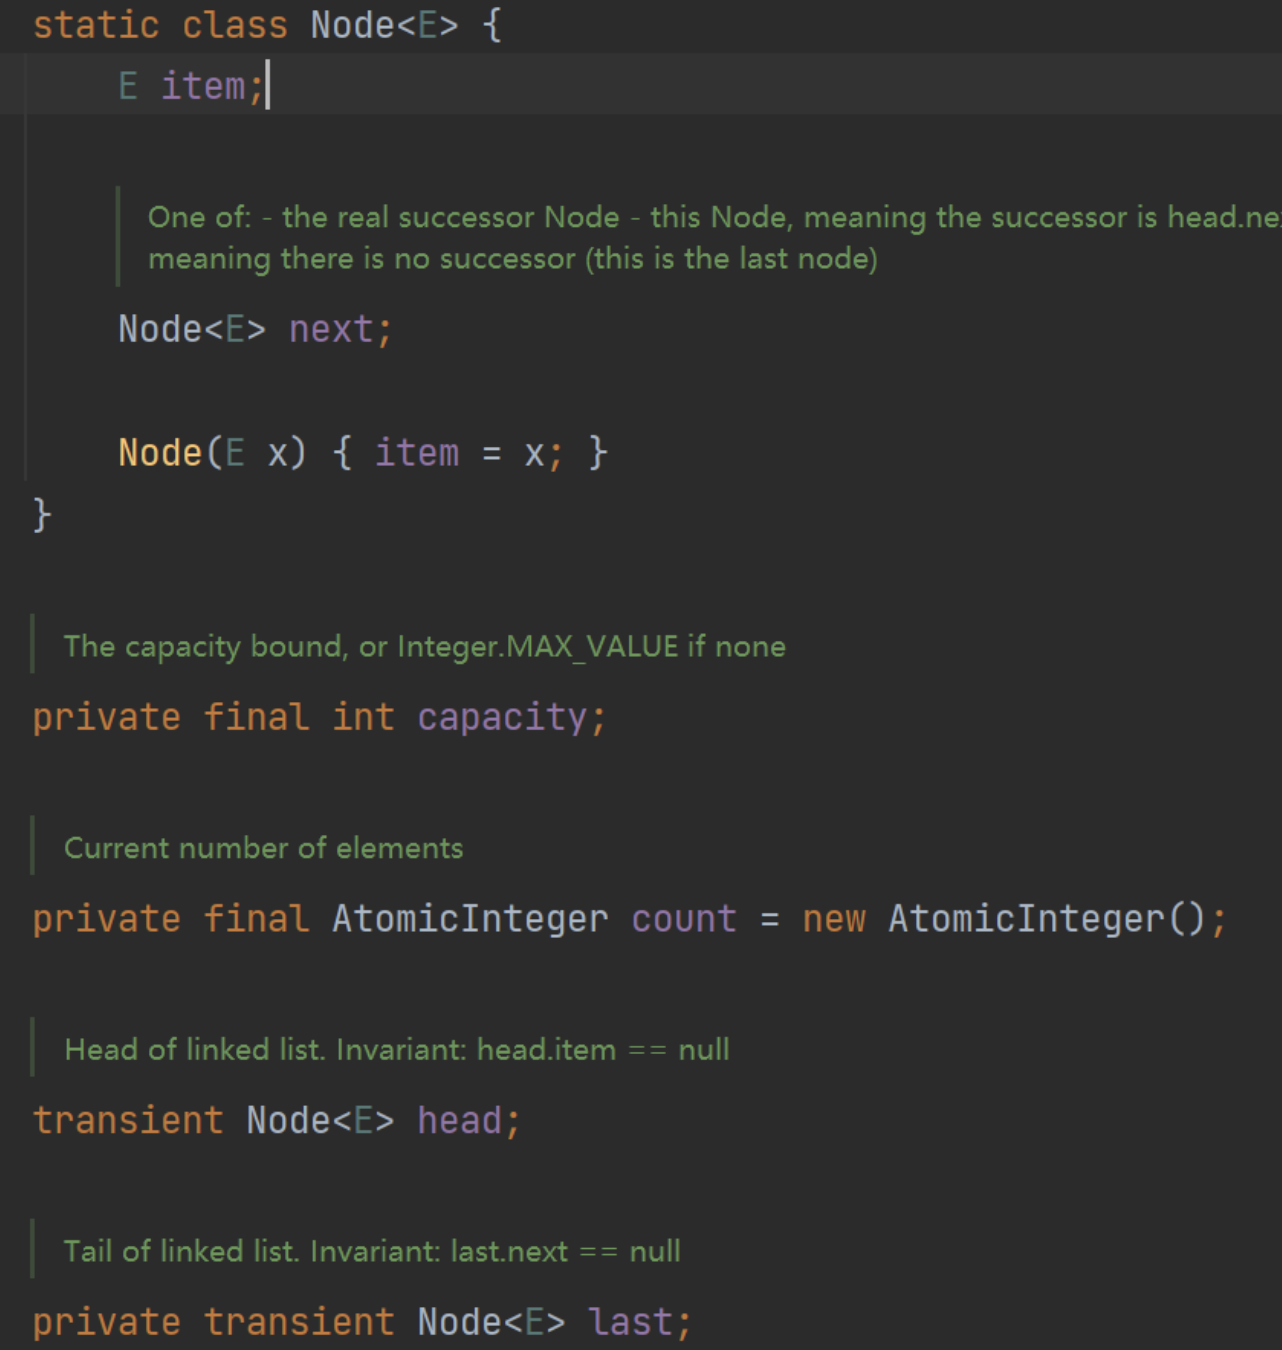 static class Node<E> {
E item;
One of: - the real successor Node - this Node, meaning the successor is head.ne
meaning there is no successor (this is the last node)
Node<E> next;
Node(E x) { item = x; }
}
The capacity bound, or Integer.MAX_VALUE if none
private final int capacity;
Current number of elements
private final AtomicInteger count = new AtomicInteger();
Head of linked list. Invariant: head.item == null
transient Node<E> head;
Tail of linked list. Invariant: last.next == null
private transient Node<E> last;